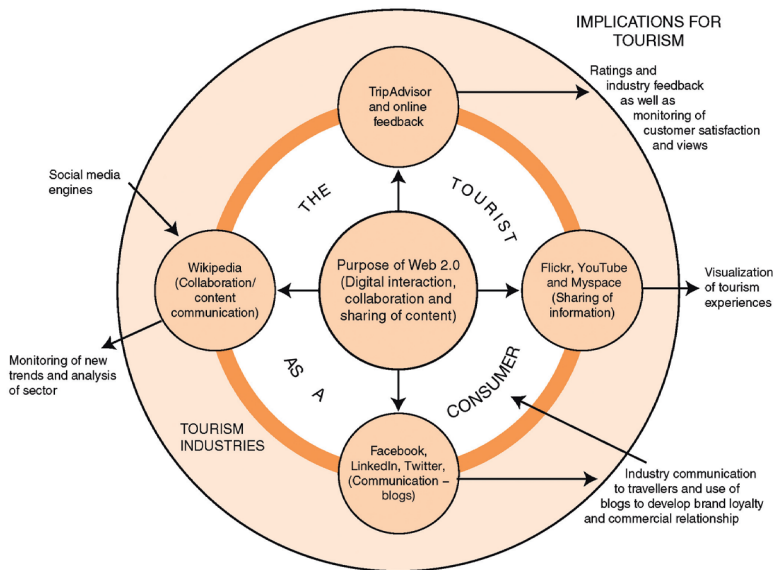 IMPLICATIONS FOR
TOURISM
Ratings and
industry feedback
as well as
monitoring of
customer satisfaction
and views
TripAdvisor
and online
feedback
Social media
engines
THE
TOURIST
Wikipedia
(Collaboration/
content
communication)
Purpose of Web 2.0
(Digital interaction,
collaboration and
sharing of content)
Flickr, YouTube
and Myspace
(Sharing of
information)
Visualization
of tourism
experiences
Monitoring of new
trends and analysis
of sector
AS A
CONSUMER
TOURISM
INDUSTRIES
Facebook,
LinkedIn, Twitter,
(Communication –
blogs)
Industry communication
to travellers and use of
blogs to develop brand loyalty
and commercial relationship